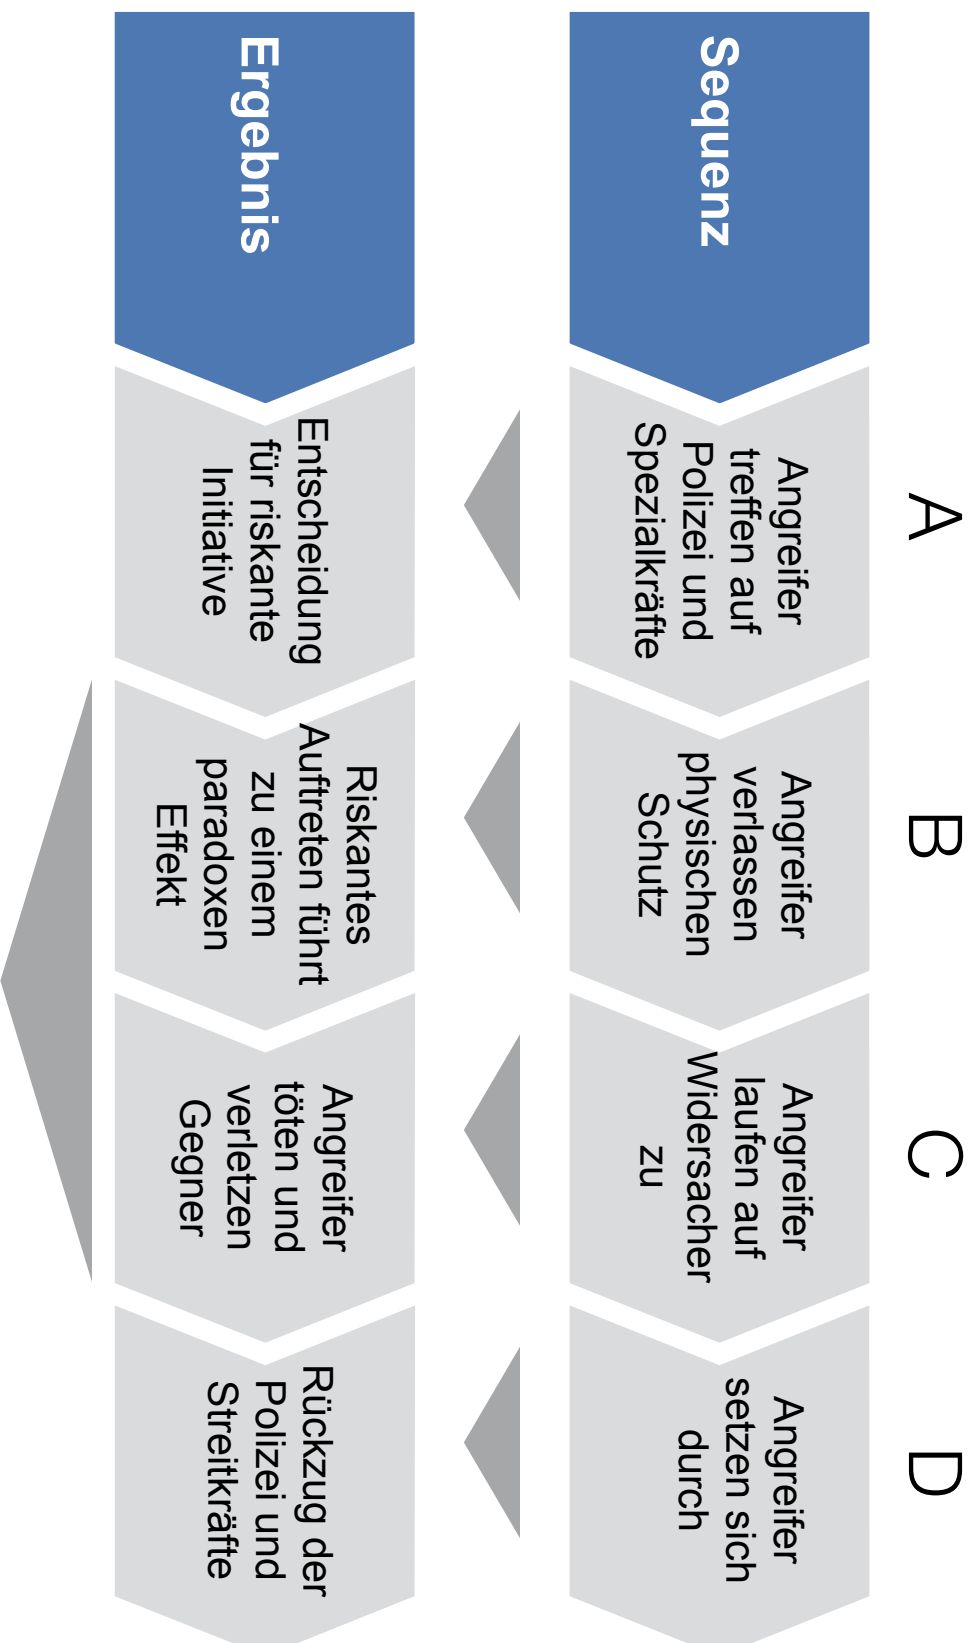 A
B
C
D
Sequenz
Angreifer
treffen auf
Polizei und
Spezialkräfte
Angreifer
verlassen
physischen
Schutz
Angreifer
laufen auf
Widersacher
zu
Angreifer
setzen sich
durch
Ergebnis
Entscheidung
für riskante
Initiative
Riskantes
Auftreten führt
zu einem
paradoxen
Effekt
Angreifer
töten und
verletzen
Gegner
Rückzug der
Polizei und
Streitkräfte